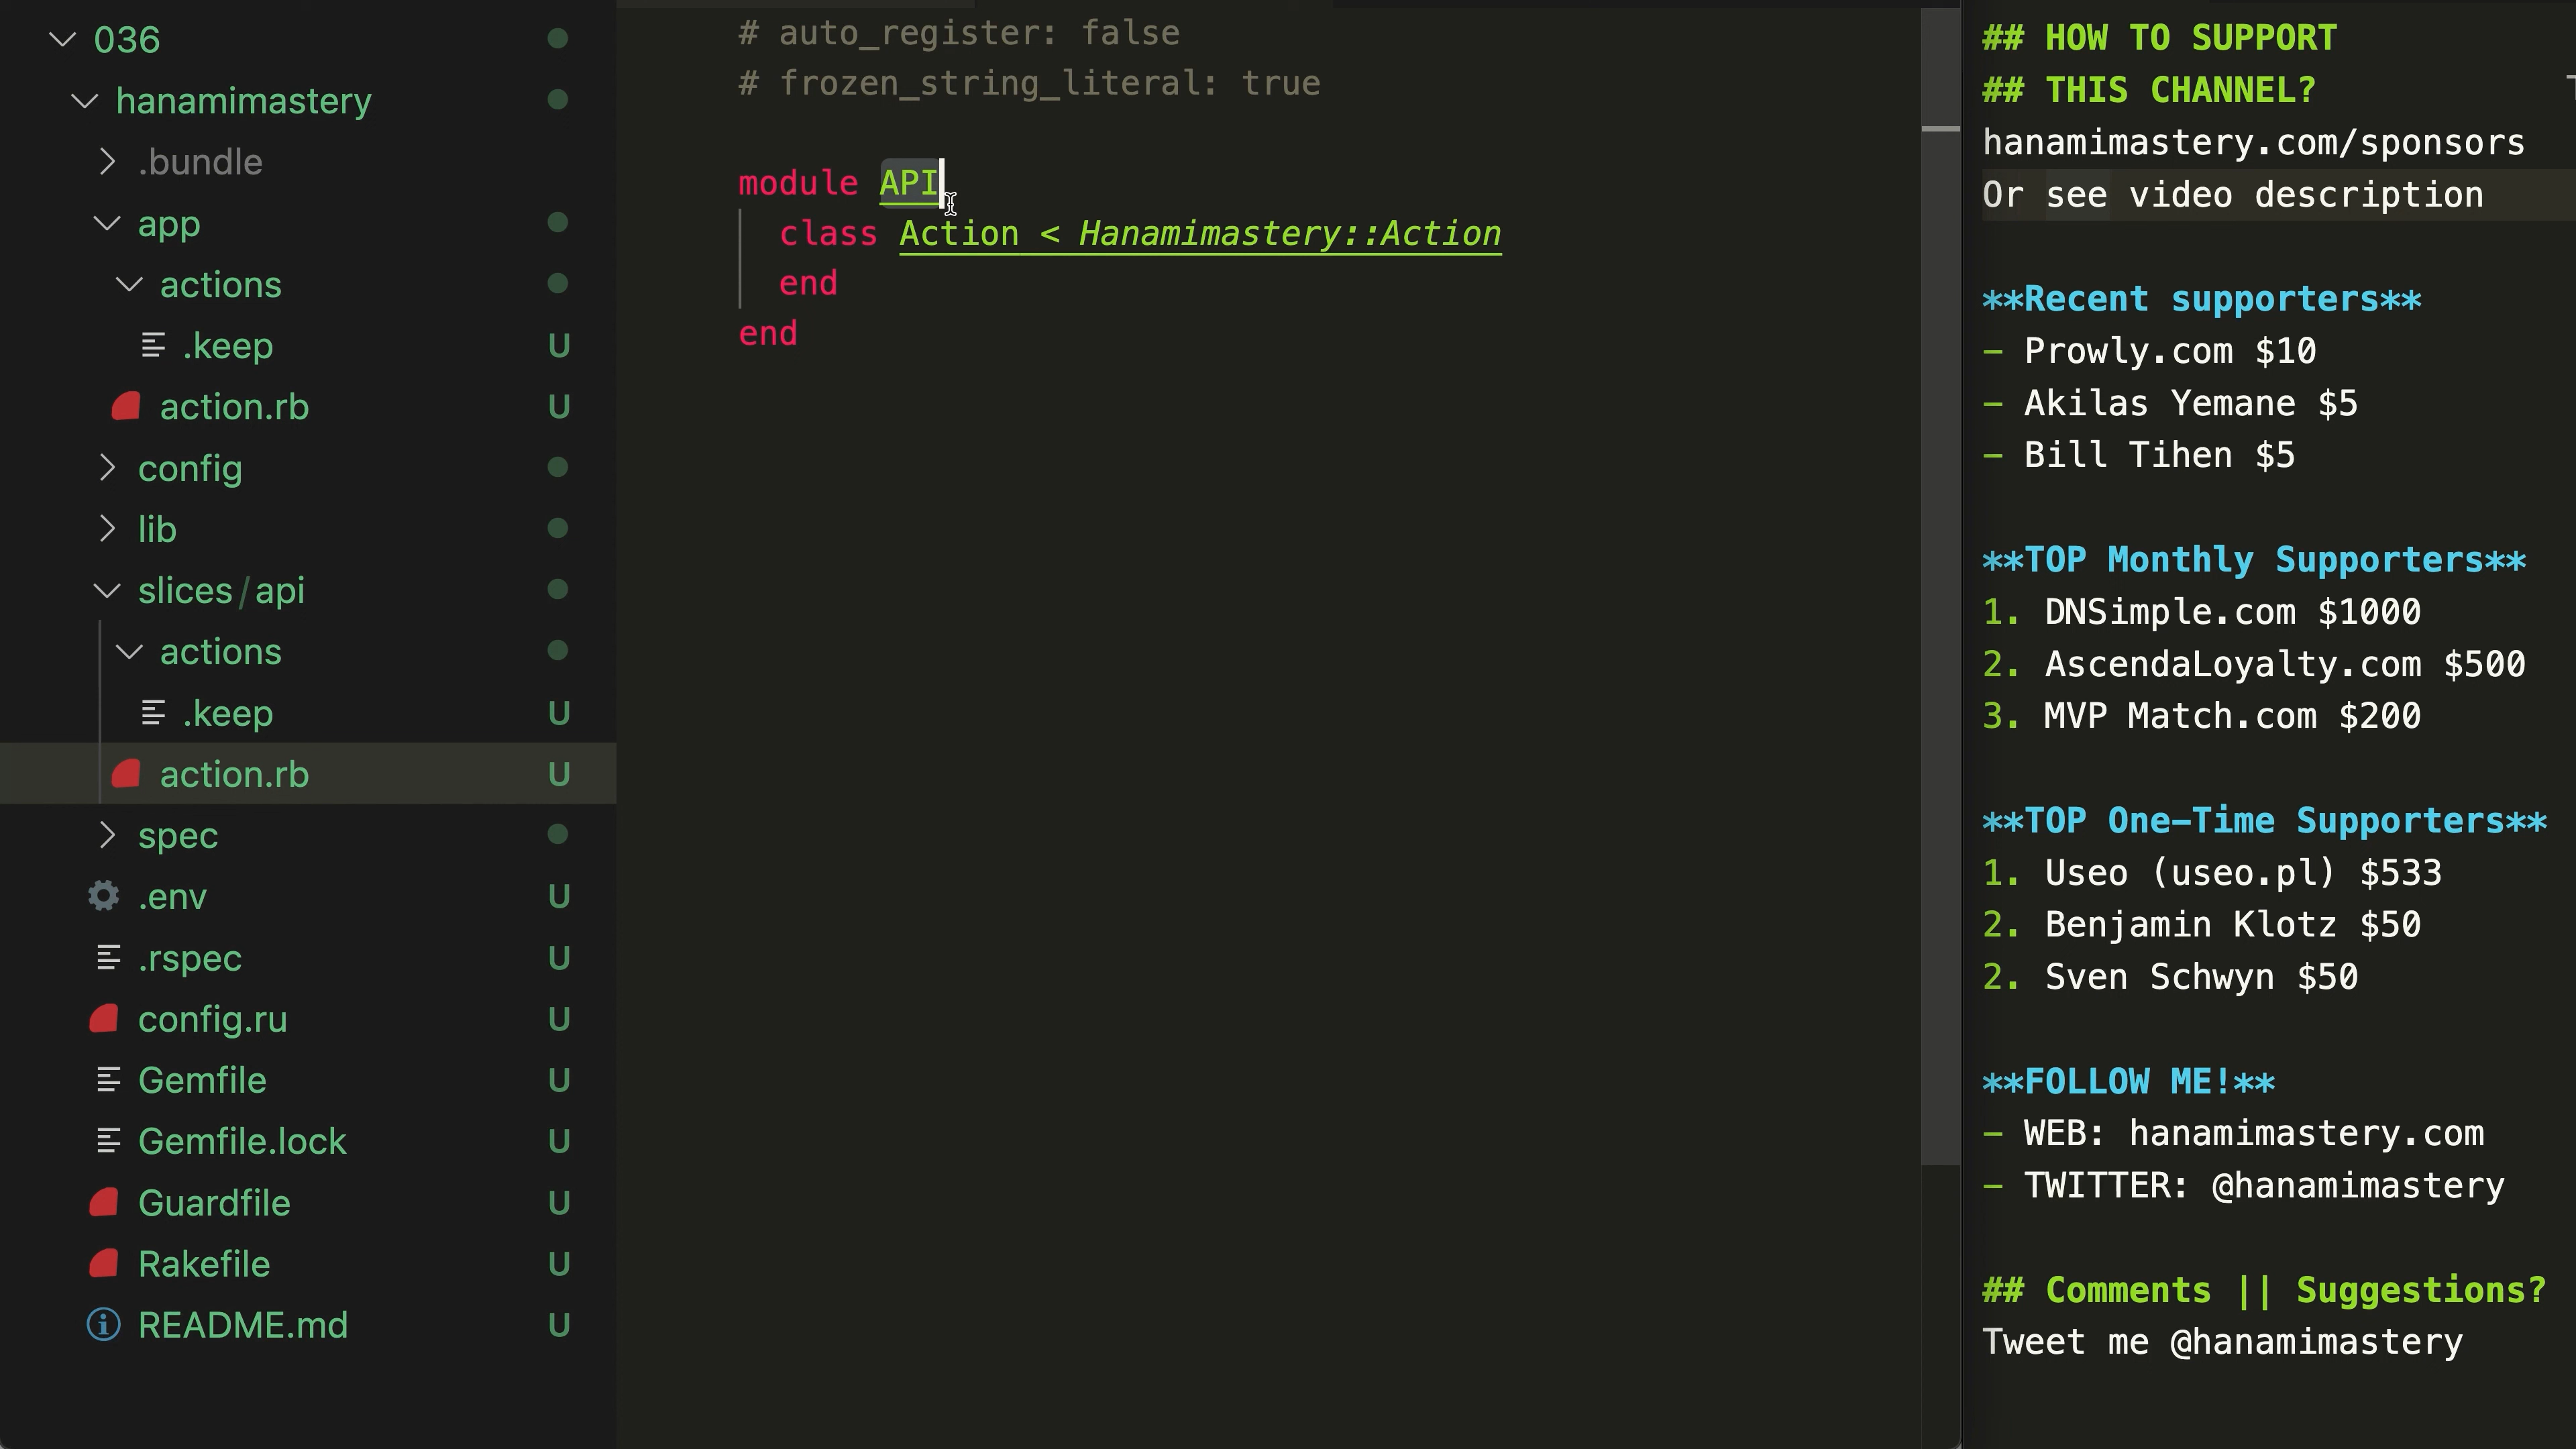 036
hanamimastery
.bundle
app
actions
.keep U
action.rb U
config
lib
slices/api
actions
.keep U
action.rb U
spec
.env U
.rspec U
config.ru U
Gemfile U
Gemfile.lock U
Guardfile U
Rakefile U
README.md U
# auto_register: false
# frozen_string_literal: true
module API
class Action < Hanamimastery::Action
end
end
## HOW TO SUPPORT
## THIS CHANNEL?
hanamimastery.com/sponsors
Or see video description
**Recent supporters**
- Prowly.com $10
- Akilas Yemane $5
- Bill Tihen $5
**TOP Monthly Supporters**
1. DNSimple.com $1000
2. AscendaLoyalty.com $500
3. MVP Match.com $200
**TOP One-Time Supporters**
1. Useo (useo.pl) $533
2. Benjamin Klotz $50
2. Sven Schwyn $50
**FOLLOW ME!**
- WEB: hanamimastery.com
- TWITTER: @hanamimastery
## Comments || Suggestions?
Tweet me @hanamimastery